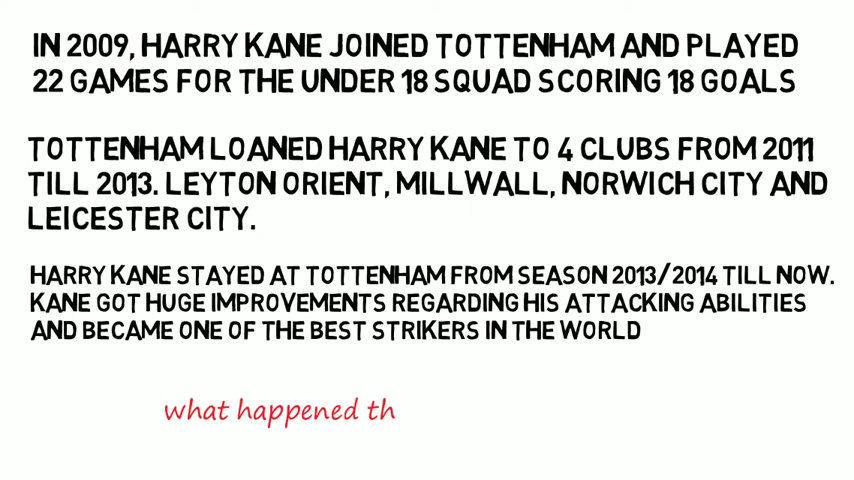 IN 2009, HARRY KANE JOINED TOTTENHAM AND PLAYED
22 GAMES FOR THE UNDER 18 SQUAD SCORING 18 GOALS
TOTTENHAM LOANED HARRY KANE TO 4 CLUBS FROM 2011
TILL 2013. LEYTON ORIENT, MILLWALL, NORWICH CITY AND
LEICESTER CITY.
HARRY KANE STAYED AT TOTTENHAM FROM SEASON 2013/2014 TILL NOW.
KANE GOT HUGE IMPROVEMENTS REGARDING HIS ATTACKING ABILITIES
AND BECAME ONE OF THE BEST STRIKERS IN THE WORLD
what happened th